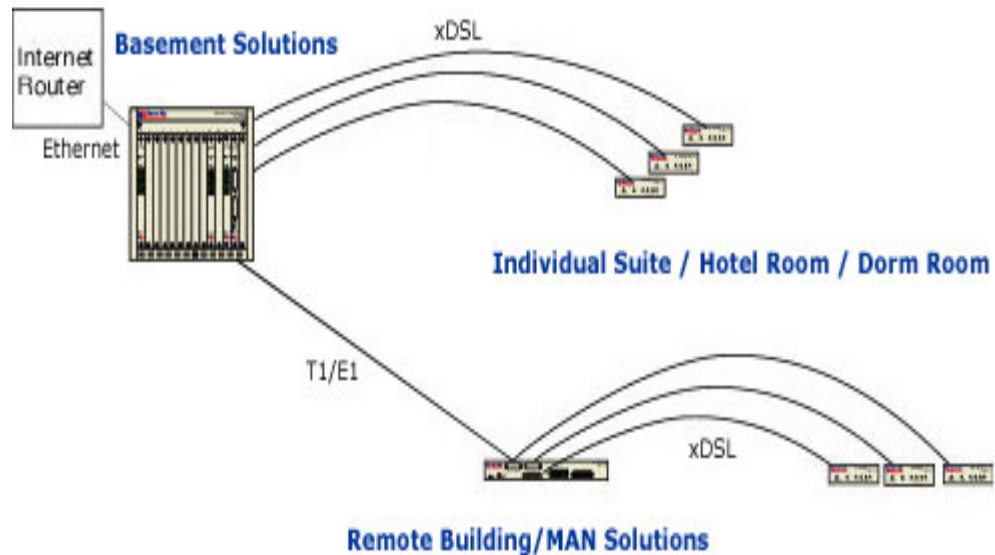 Internet
Router
Basement Solutions
xDSL
Ethernet
Individual Suite / Hotel Room / Dorm Room
T1/E1
xDSL
Remote Building/MAN Solutions